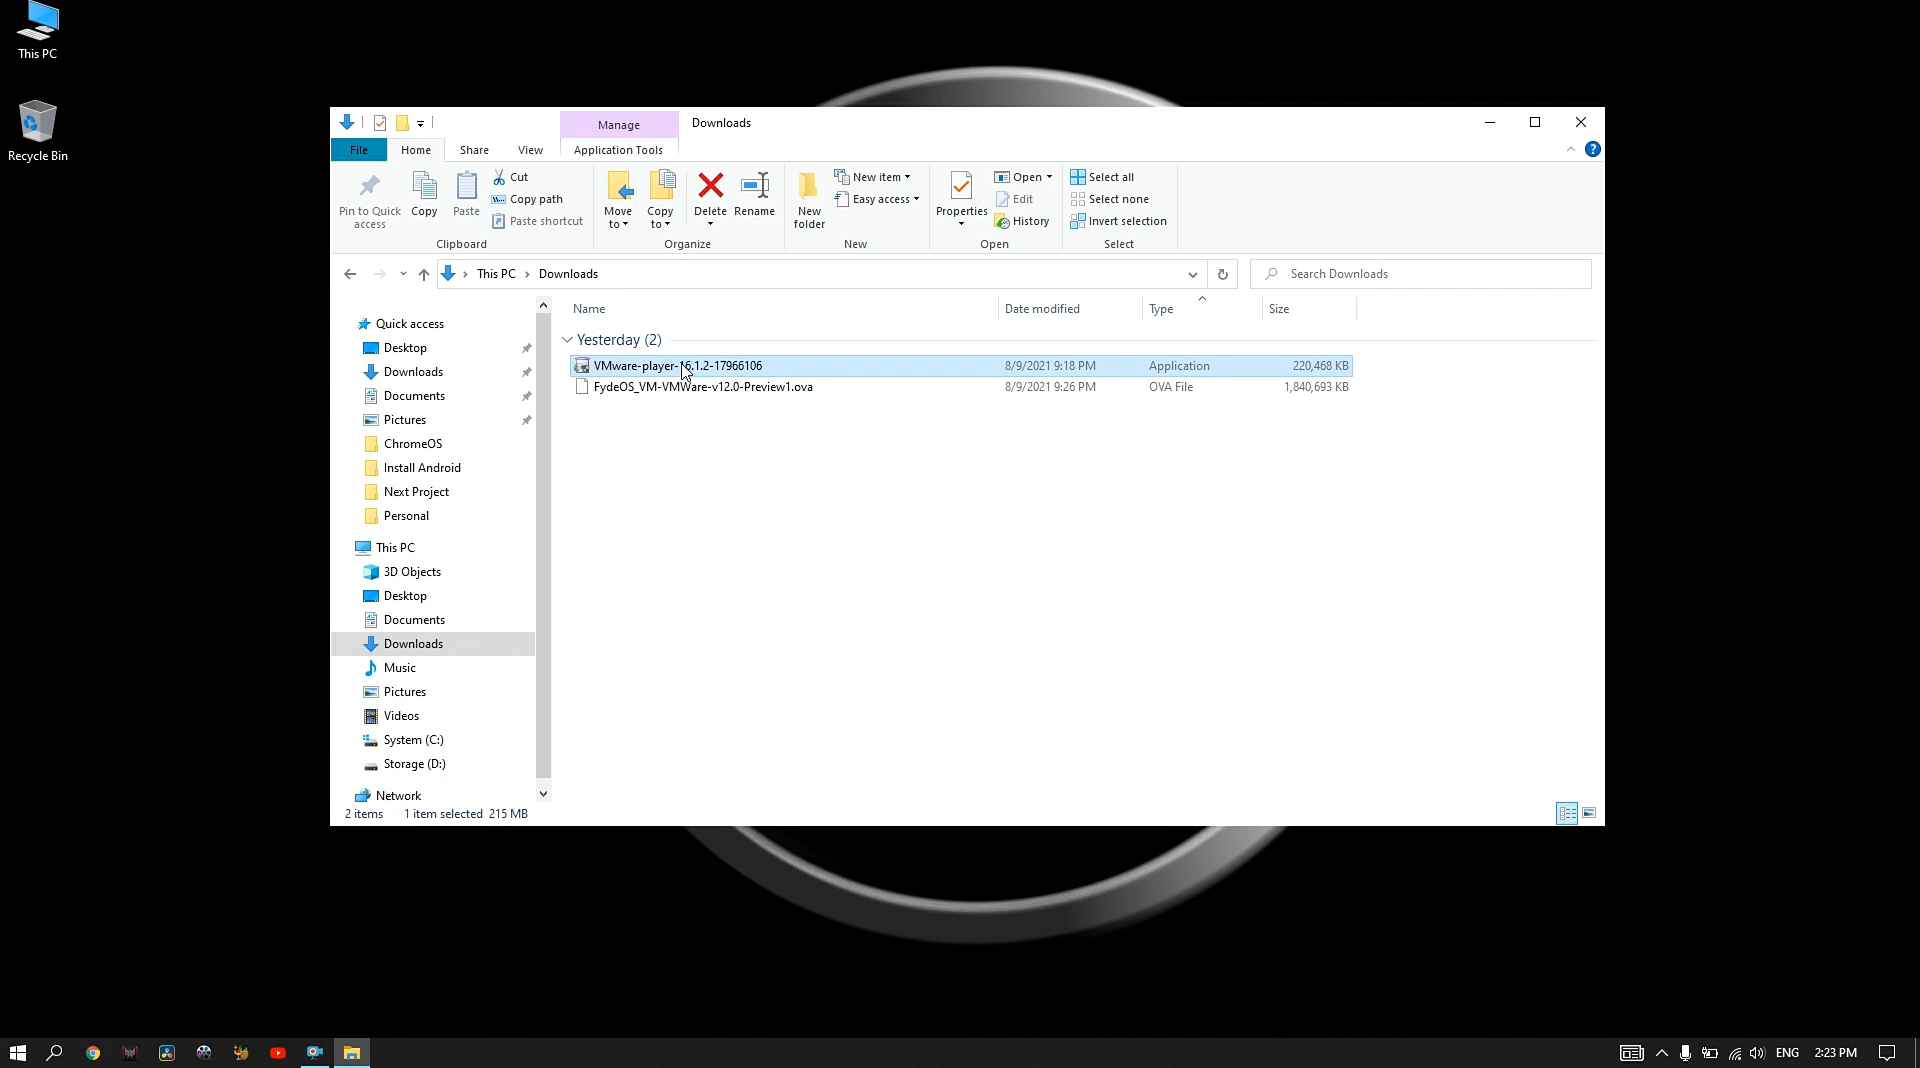 This PC
Recycle Bin
Manage
Downloads
File
Home
Share
View
Application Tools
Pin to Quick access
Copy
Paste
Cut
Copy path
Paste shortcut
Clipboard
Move to
Copy to
Delete
Rename
Organize
New folder
New item
Easy access
New
Properties
Open
Edit
History
Open
Select all
Select none
Invert selection
Select
This PC > Downloads
Search Downloads
Name
Date modified
Type
Size
Yesterday (2)
VMware-player-16.1.2-17966106 8/9/2021 9:18 PM Application 220,468 KB
FydeOS_VM-VMWare-v12.0-Preview1.ova 8/9/2021 9:26 PM OVA File 1,840,693 KB
Quick access
Desktop
Downloads
Documents
Pictures
ChromeOS
Install Android
Next Project
Personal
This PC
3D Objects
Desktop
Documents
Downloads
Music
Pictures
Videos
System (C:)
Storage (D:)
Network
2 items 1 item selected 215 MB
ENG 2:23 PM